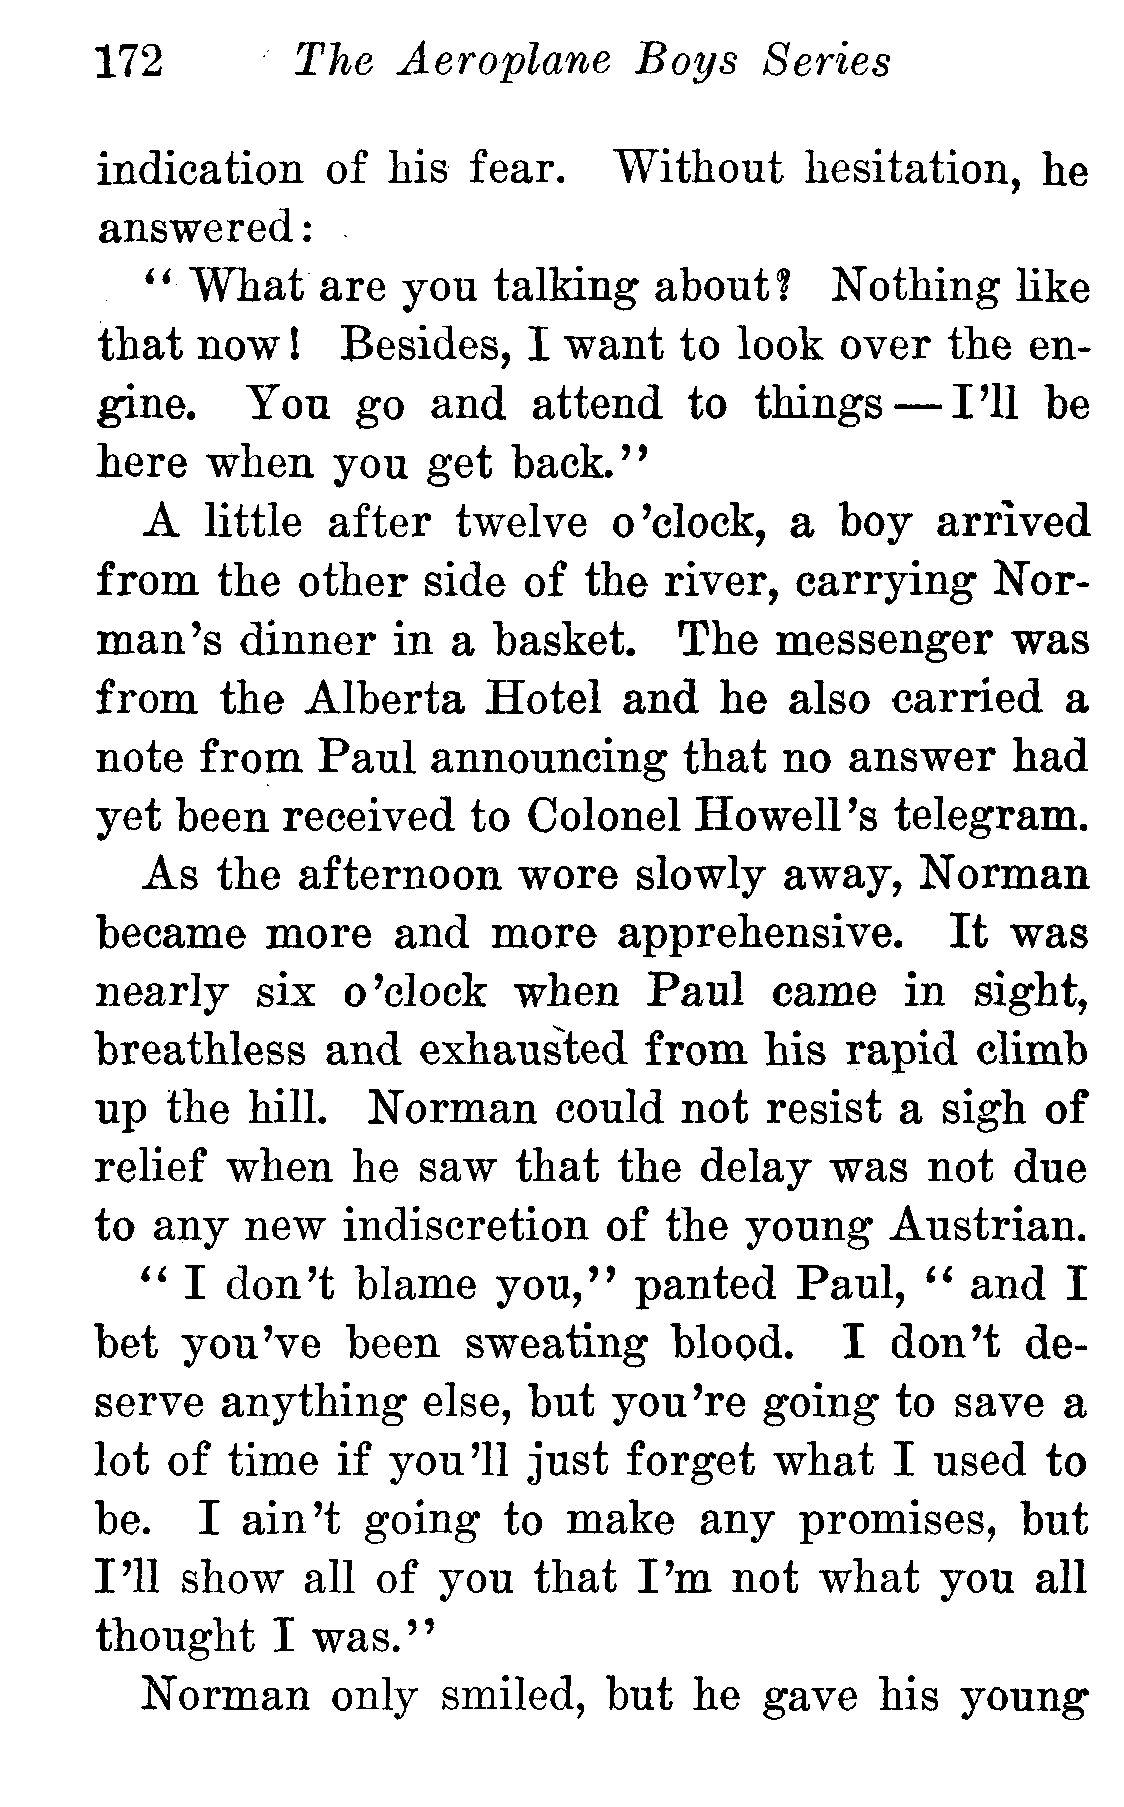 172 The Aeroplane Boys Series
indication of his fear. Without hesitation, he
answered:
“ What are you talking about? Nothing like
that now! Besides, I want to look over the en-
gine. You go and attend to things — I’ll be
here when you get back.”
A little after twelve o’clock, a boy arrived
from the other side of the river, carrying Nor-
man’s dinner in a basket. The messenger was
from the Alberta Hotel and he also carried a
note from Paul announcing that no answer had
yet been received to Colonel Howell’s telegram.
As the afternoon wore slowly away, Norman
became more and more apprehensive. It was
nearly six o’clock when Paul came in sight,
breathless and exhausted from his rapid climb
up the hill. Norman could not resist a sigh of
relief when he saw that the delay was not due
to any new indiscretion of the young Austrian.
“ I don’t blame you,” panted Paul, “ and I
bet you’ve been sweating blood. I don’t de-
serve anything else, but you’re going to save a
lot of time if you’ll just forget what I used to
be. I ain’t going to make any promises, but
I’ll show all of you that I’m not what you all
thought I was.”
Norman only smiled, but he gave his young